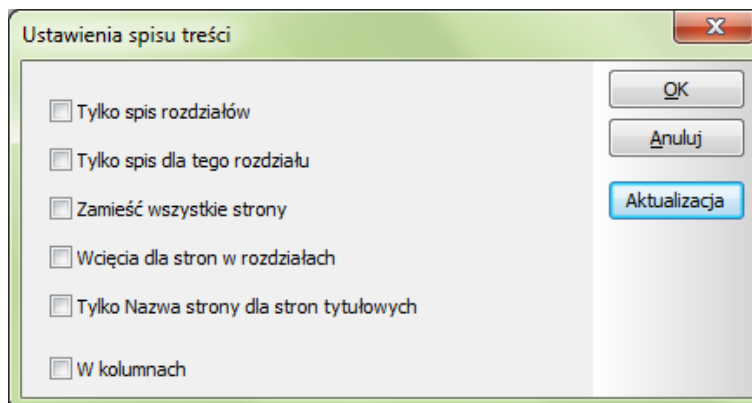 Ustawienia spisu treści
Tylko spis rozdziałów
Tylko spis dla tego rozdziału
Zamieść wszystkie strony
Wcięcia dla stron w rozdziałach
Tylko Nazwa strony dla stron tytułowych
W kolumnach
OK
Anuluj
Aktualizacja